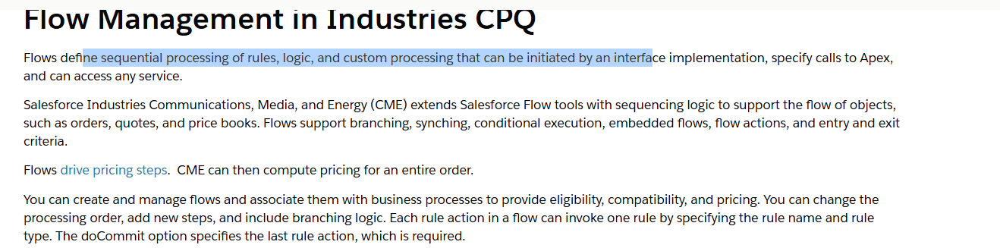 Flow Management in Industries CPQ
Flows define sequential processing of rules, logic, and custom processing that can be initiated by an interface implementation, specify calls to Apex,
and can access any service.
Salesforce Industries Communications, Media, and Energy (CME) extends Salesforce Flow tools with sequencing logic to support the flow of objects,
such as orders, quotes, and price books. Flows support branching, synching, conditional execution, embedded flows, flow actions, and entry and exit
criteria.
Flows drive pricing steps.  CME can then compute pricing for an entire order.
You can create and manage flows and associate them with business processes to provide eligibility, compatibility, and pricing. You can change the
processing order, add new steps, and include branching logic. Each rule action in a flow can invoke one rule by specifying the rule name and rule
type. The doCommit option specifies the last rule action, which is required.